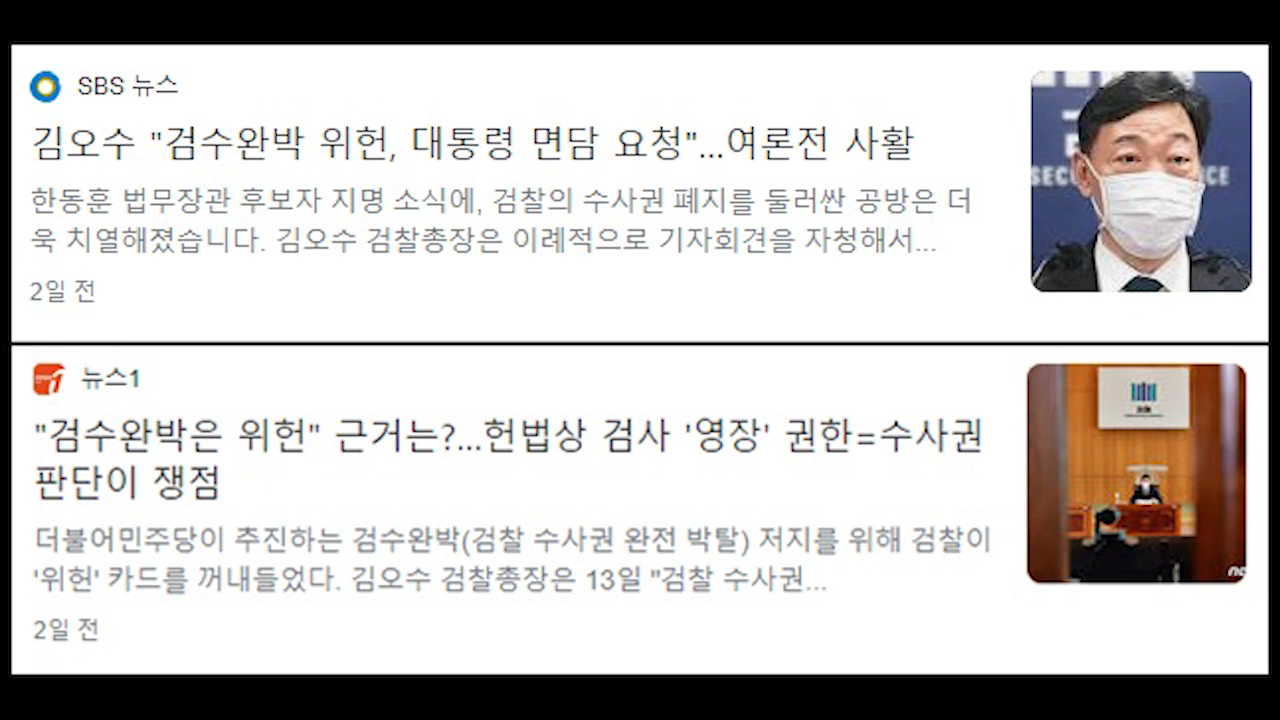 SBS 뉴스
김오수 "검수완박 위헌, 대통령 면담 요청"...여론전 사활
한동훈 법무장관 후보자 지명 소식에, 검찰의 수사권 폐지를 둘러싼 공방은 더
욱 치열해졌습니다. 김오수 검찰총장은 이례적으로 기자회견을 자청해서...
2일 전
뉴스1
"검수완박은 위헌" 근거는?...헌법상 검사 '영장' 권한=수사권
판단이 쟁점
더불어민주당이 추진하는 검수완박(검찰 수사권 완전 박탈) 저지를 위해 검찰이
'위헌' 카드를 꺼내들었다. 김오수 검찰총장은 13일 "검찰 수사권...
2일 전